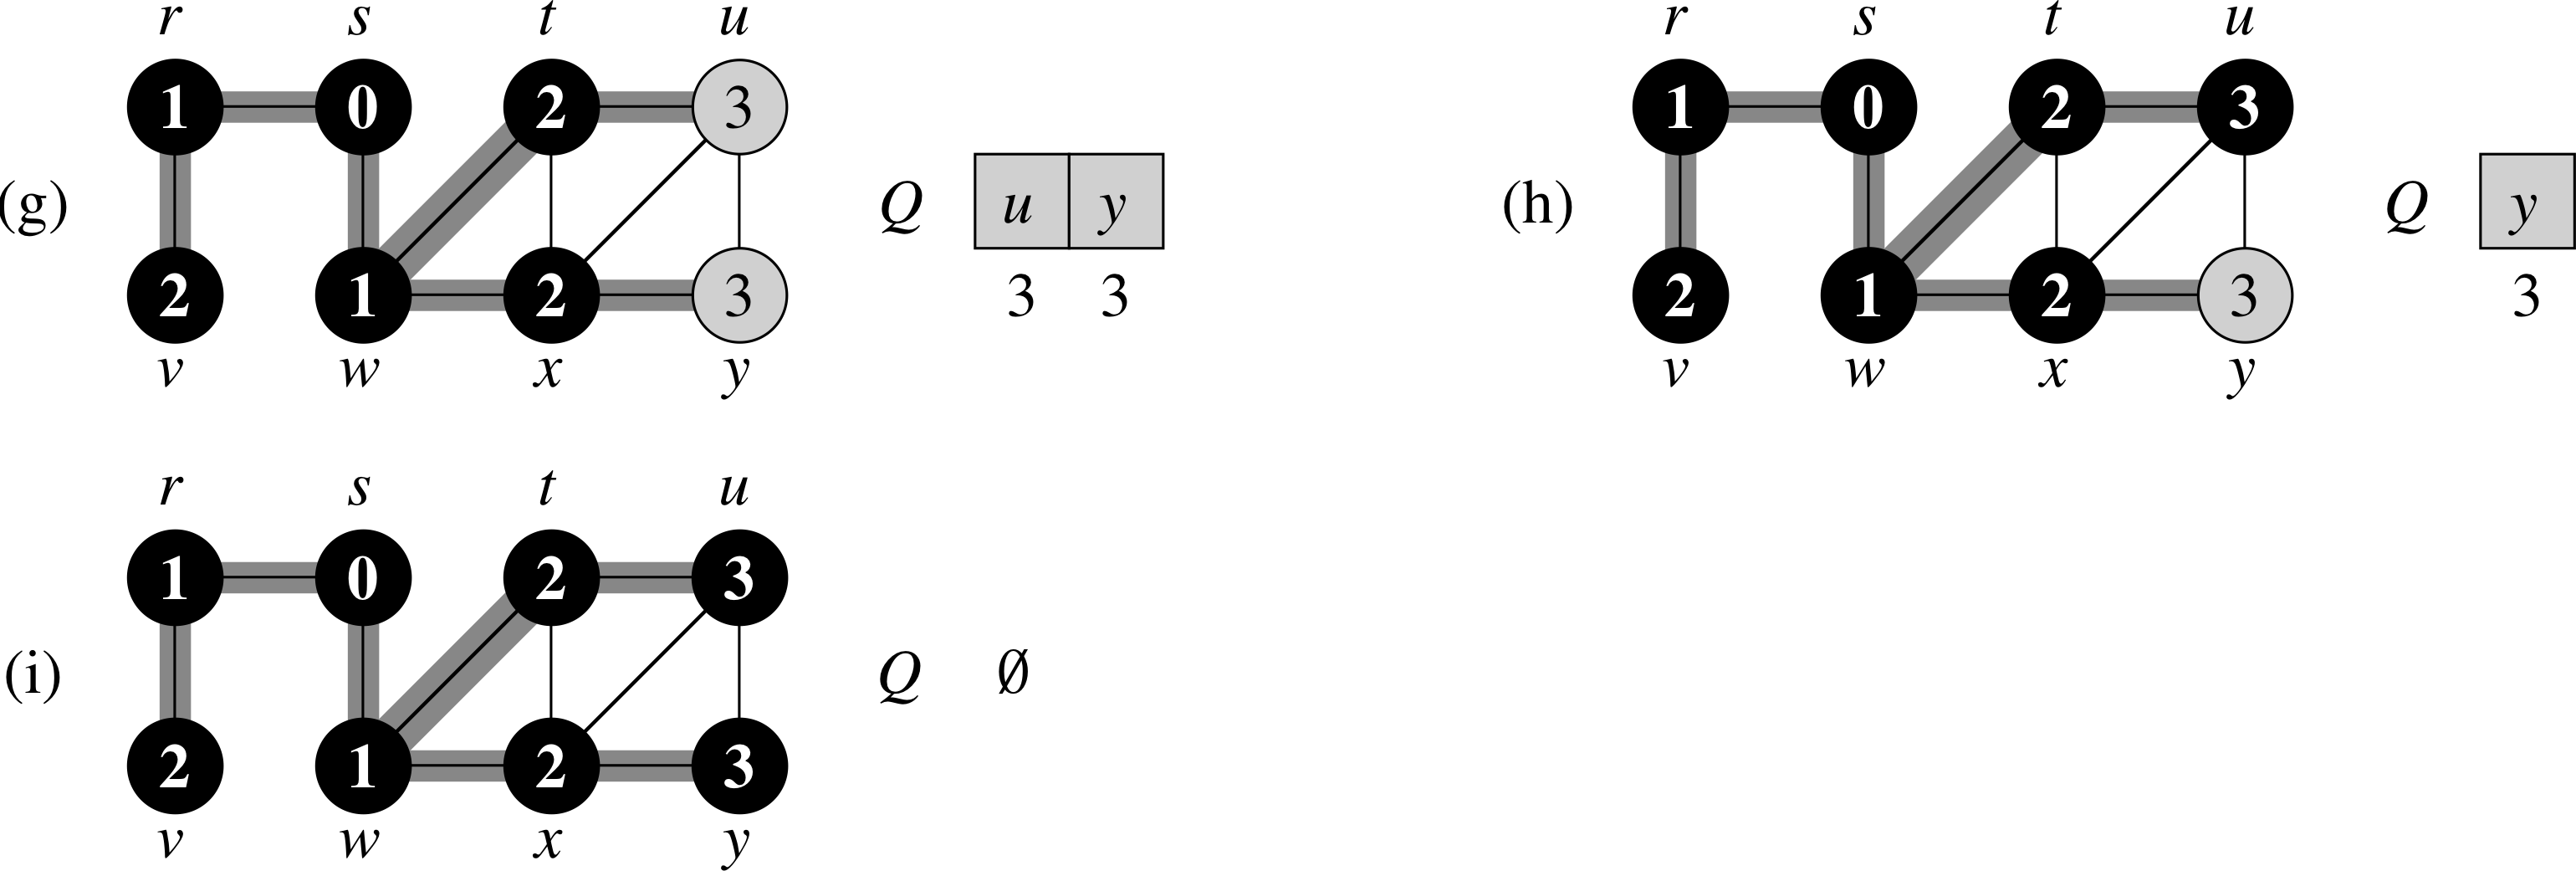 r s t u r s t u
1 0 2 3 1 0 2 3
(g) Q u y (h) Q y
3 3 3
2 1 2 3 2 1 2 3
v w x y v w x y
r s t u
1 0 2 3
(i) Q ∅
2 1 2 3
v w x y